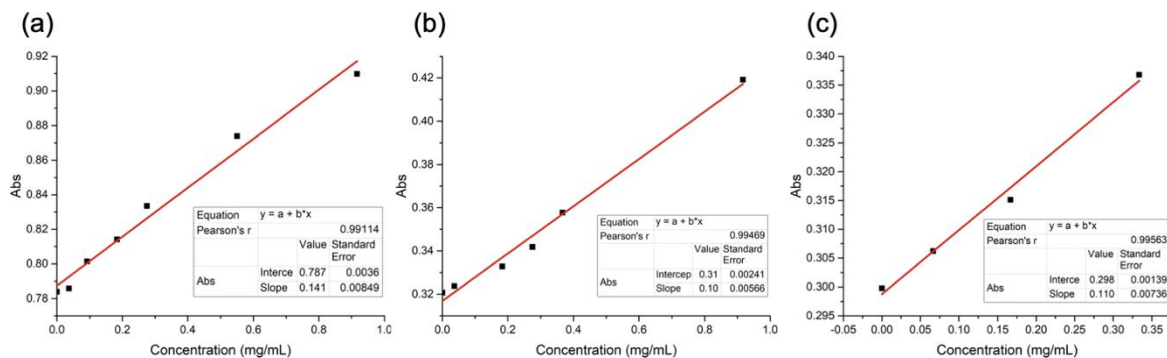 (a)
0.92
0.90
0.88
0.86
0.84
0.82
0.80
0.78
Abs
0.0 0.2 0.4 0.6 0.8 1.0
Concentration (mg/mL)
Equation y = a + b*x
Pearson's r 0.99114
Value Standard Error
Abs
Interce 0.787 0.0036
Slope 0.141 0.00849
(b)
0.42
0.40
0.38
0.36
0.34
0.32
Abs
0.0 0.2 0.4 0.6 0.8 1.0
Concentration (mg/mL)
Equation y = a + b*x
Pearson's r 0.99469
Value Standard Error
Abs
Intercep 0.31 0.00241
Slope 0.10 0.00566
(c)
0.340
0.335
0.330
0.325
0.320
0.315
0.310
0.305
0.300
0.295
Abs
-0.05 0.00 0.05 0.10 0.15 0.20 0.25 0.30 0.35
Concentration (mg/mL)
Equation y = a + b*x
Pearson's r 0.99563
Value Standard Error
Abs
Interce 0.298 0.00139
Slope 0.110 0.00736